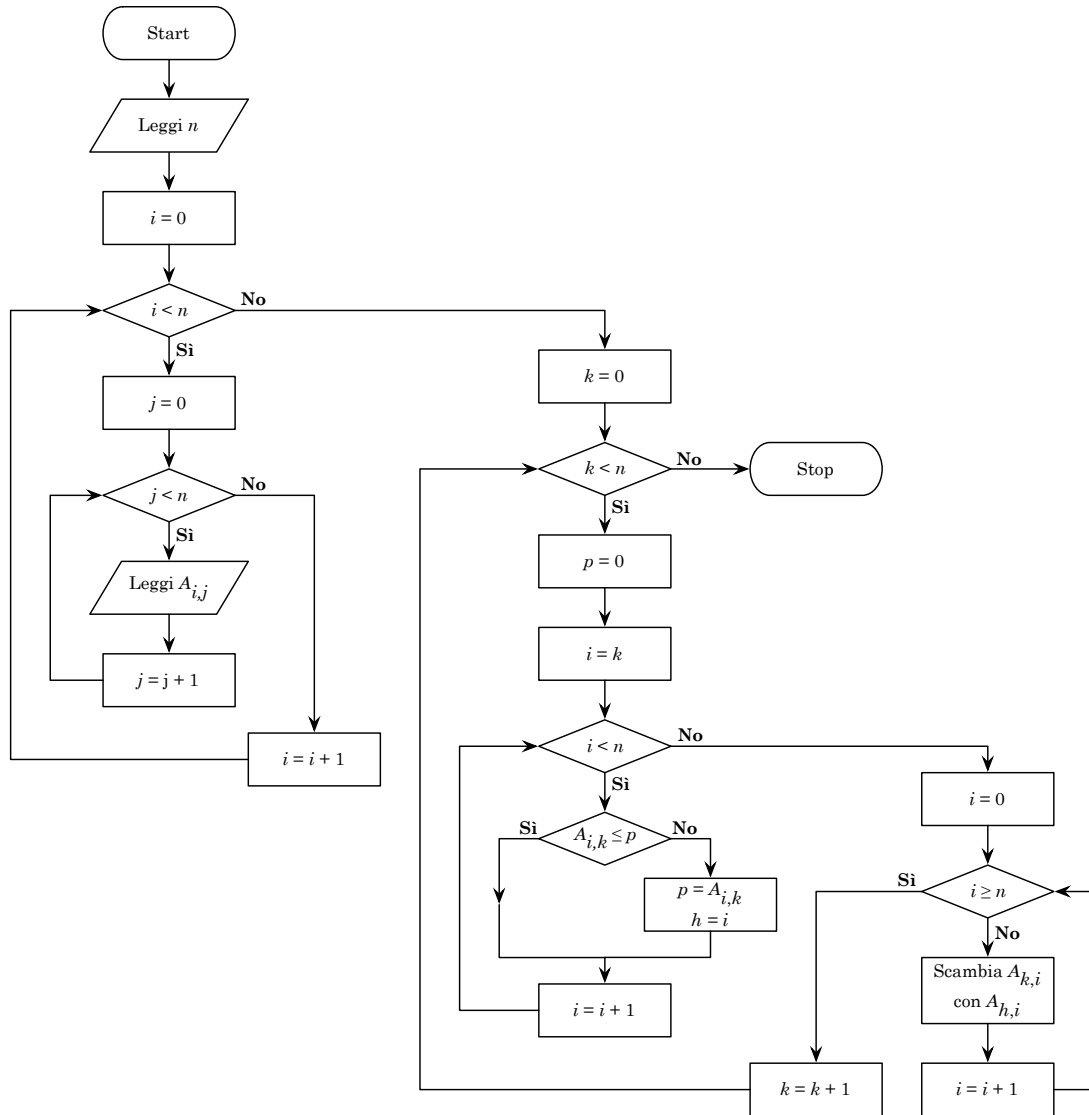 Start
Leggi n
i = 0
i < n
No
Sì
j = 0
j < n
No
Sì
Leggi A_{i,j}
j = j + 1
i = i + 1
k = 0
k < n
No
Stop
Sì
p = 0
i = k
i < n
No
Sì
A_{i,k} ≤ p
Sì
No
p = A_{i,k}
h = i
i = i + 1
i = 0
i ≥ n
Sì
No
Scambia A_{k,i}
con A_{h,i}
i = i + 1
k = k + 1